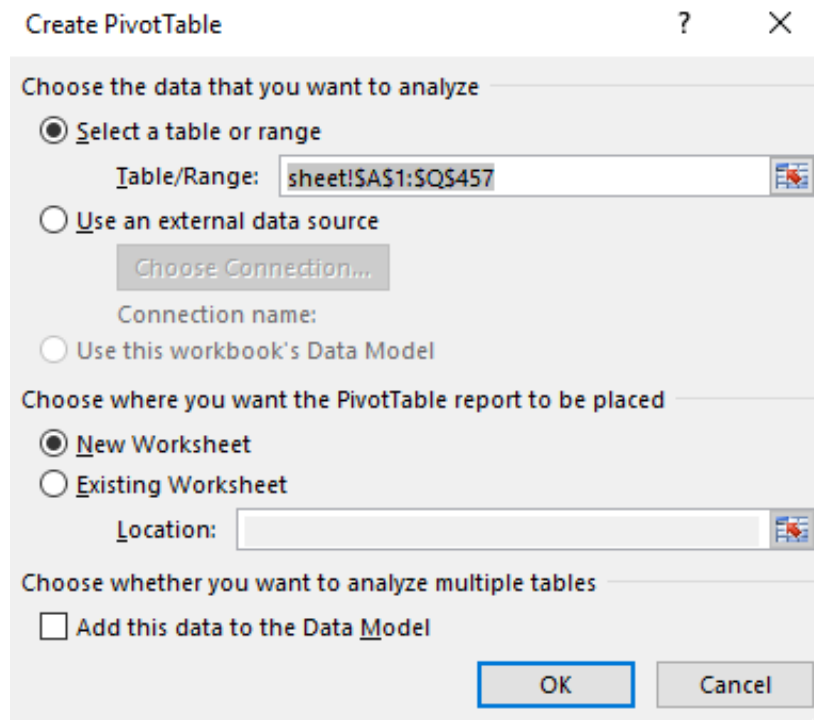 Create PivotTable ?
Choose the data that you want to analyze
Select a table or range
Table/Range: sheet!$A$1:$Q$457
Use an external data source
Choose Connection...
Connection name:
Use this workbook's Data Model
Choose where you want the PivotTable report to be placed
New Worksheet
Existing Worksheet
Location:
Choose whether you want to analyze multiple tables
Add this data to the Data Model
OK Cancel